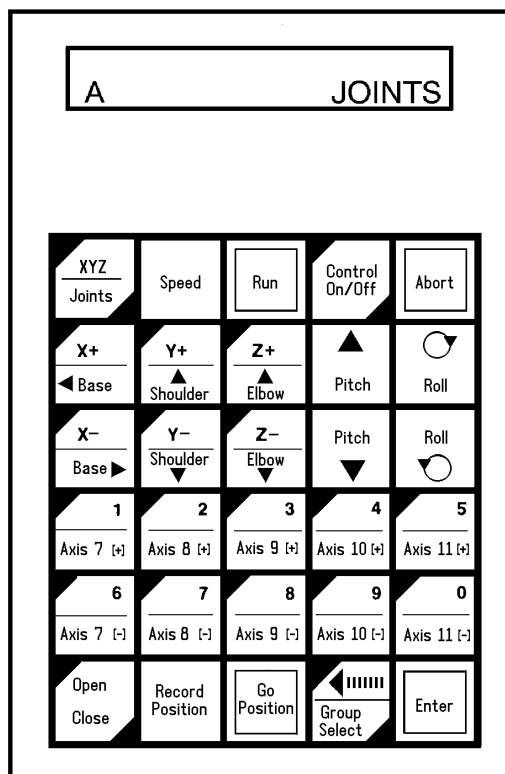 A JOINTS
XYZ
Joints
Speed
Run
Control
On/Off
Abort
X+
Base
Y+
Shoulder
Z+
Elbow
Pitch
Roll
X−
Base
Y−
Shoulder
Z−
Elbow
Pitch
Roll
1
Axis 7 [+]
2
Axis 8 [+]
3
Axis 9 [+]
4
Axis 10 [+]
5
Axis 11 [+]
6
Axis 7 [-]
7
Axis 8 [-]
8
Axis 9 [-]
9
Axis 10 [-]
0
Axis 11 [-]
Open
Close
Record
Position
Go
Position
Group
Select
Enter